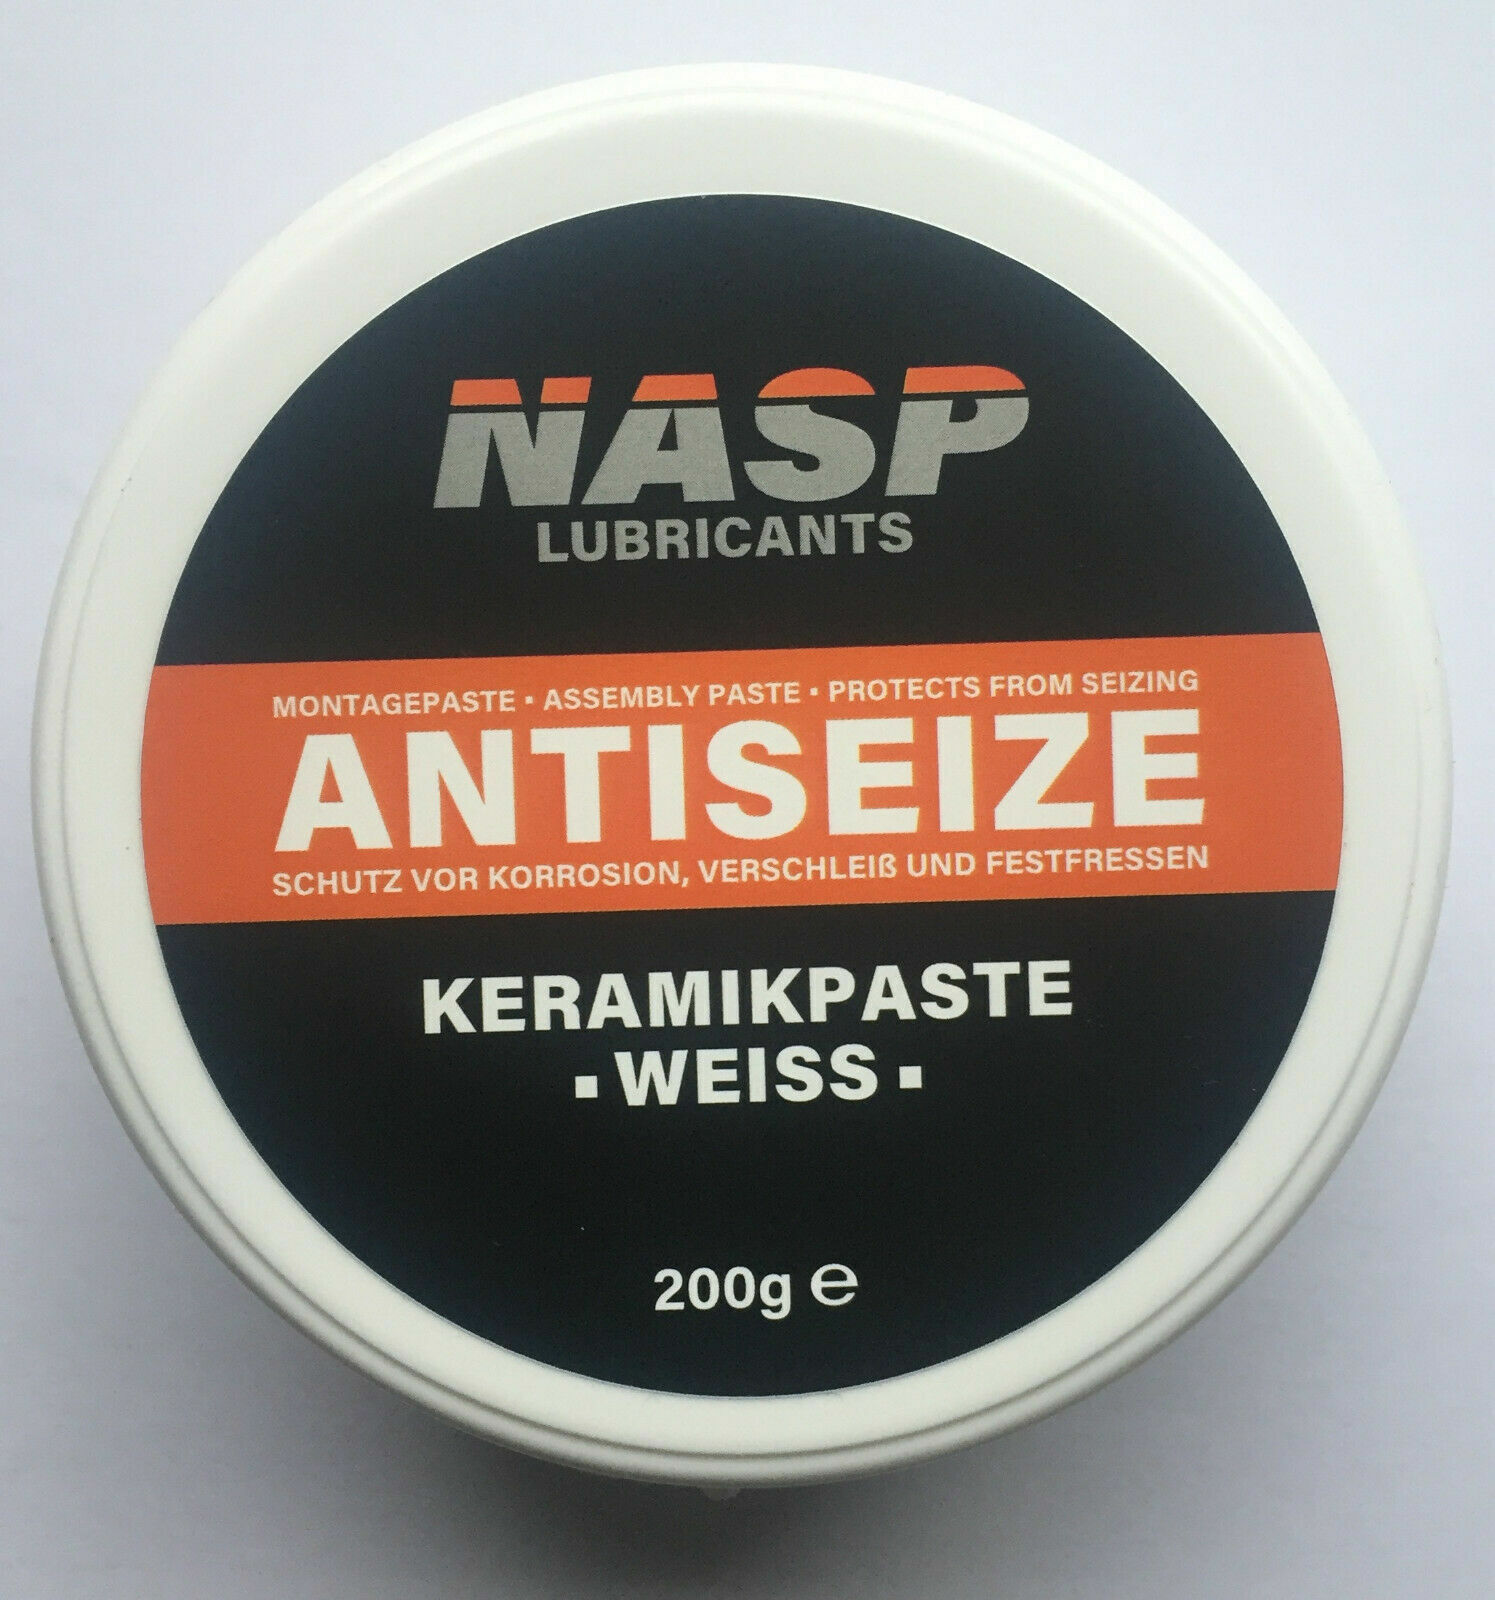 NASP
LUBRICANTS
MONTAGEPASTE ▪ ASSEMBLY PASTE ▪ PROTECTS FROM SEIZING
ANTISEIZE
SCHUTZ VOR KORROSION, VERSCHLEIß UND FESTFRESSEN
KERAMIKPASTE
▪ WEISS ▪
200g ℮